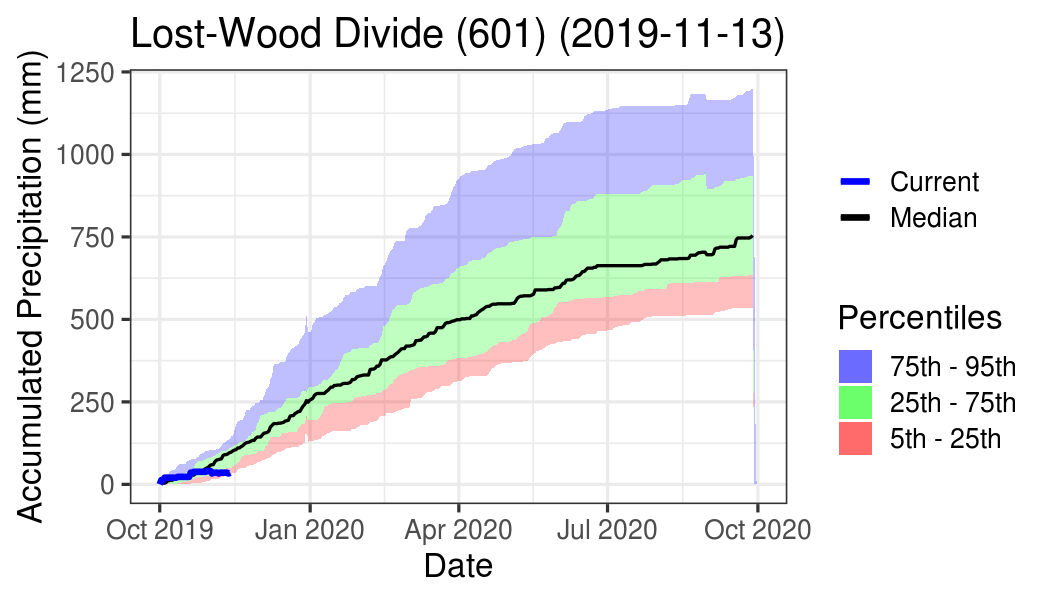 Lost-Wood Divide (601) (2019-11-13)
Accumulated Precipitation (mm)
1250
1000
750
500
250
0
Oct 2019
Jan 2020
Apr 2020
Jul 2020
Oct 2020
Date
Current
Median
Percentiles
75th - 95th
25th - 75th
5th - 25th